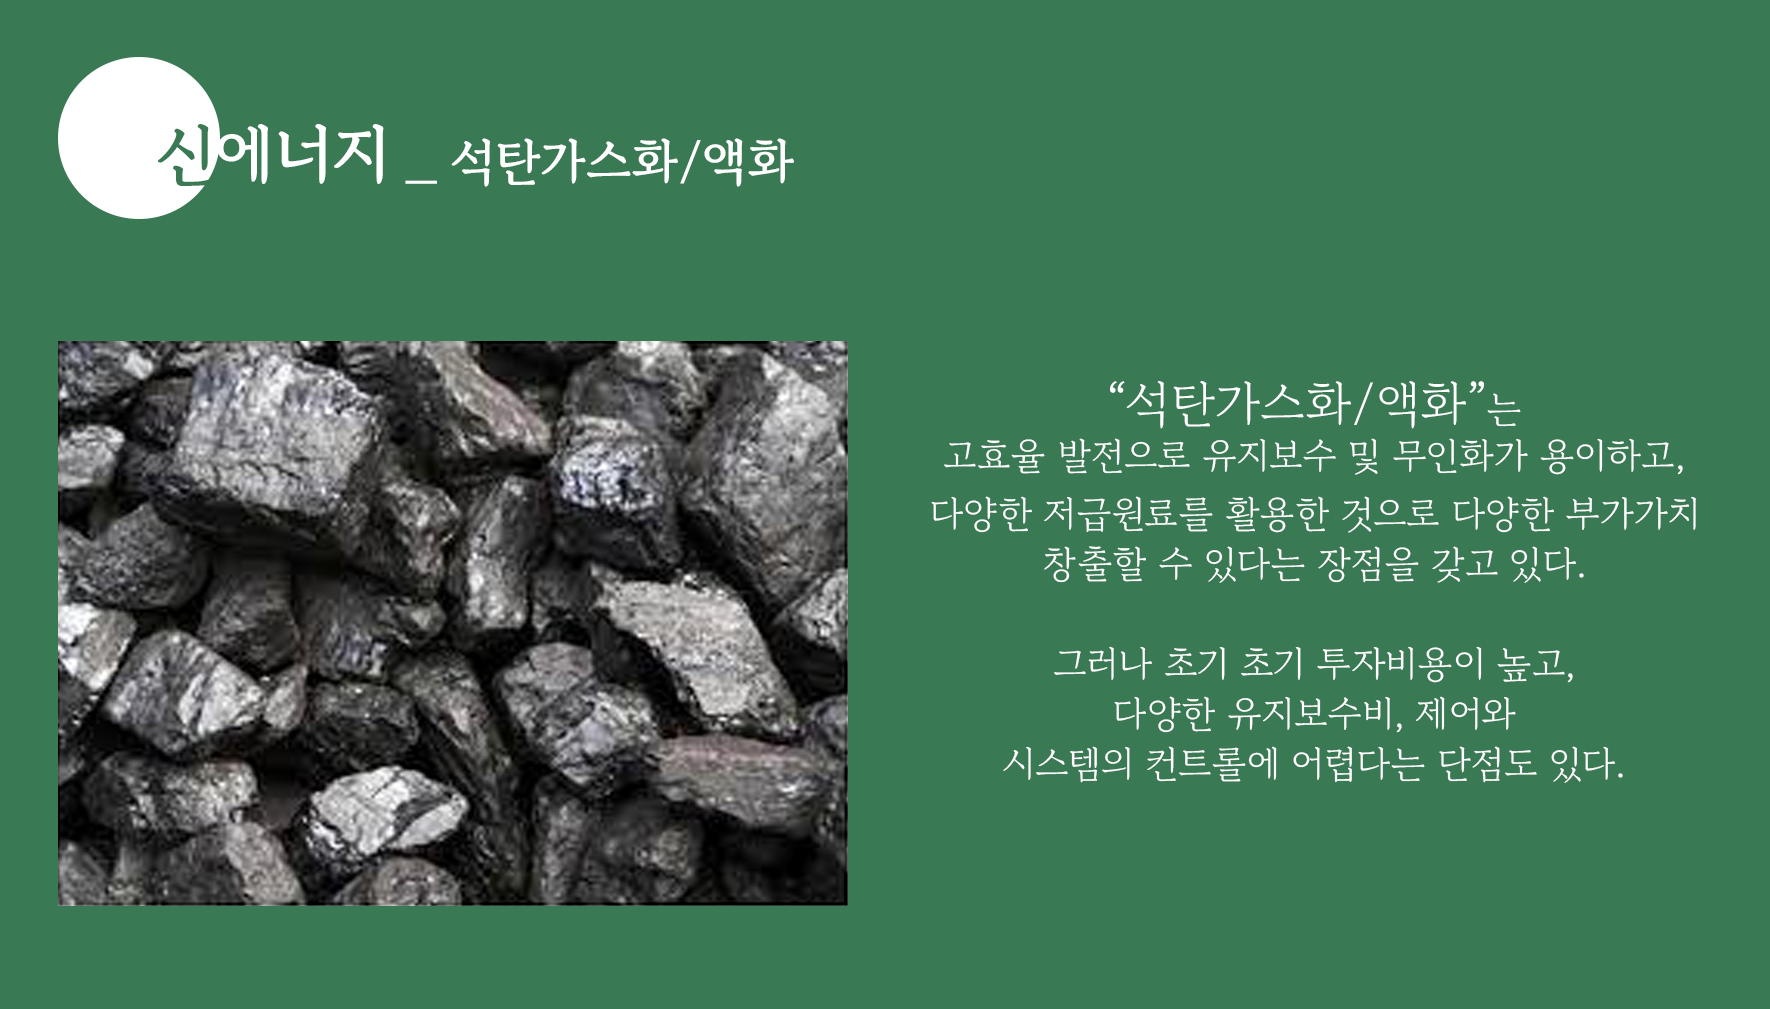 신에너지 _ 석탄가스화/액화
“석탄가스화/액화”는
고효율 발전으로 유지보수 및 무인화가 용이하고,
다양한 저급원료를 활용한 것으로 다양한 부가가치
창출할 수 있다는 장점을 갖고 있다.
그러나 초기 초기 투자비용이 높고,
다양한 유지보수비, 제어와
시스템의 컨트롤에 어렵다는 단점도 있다.